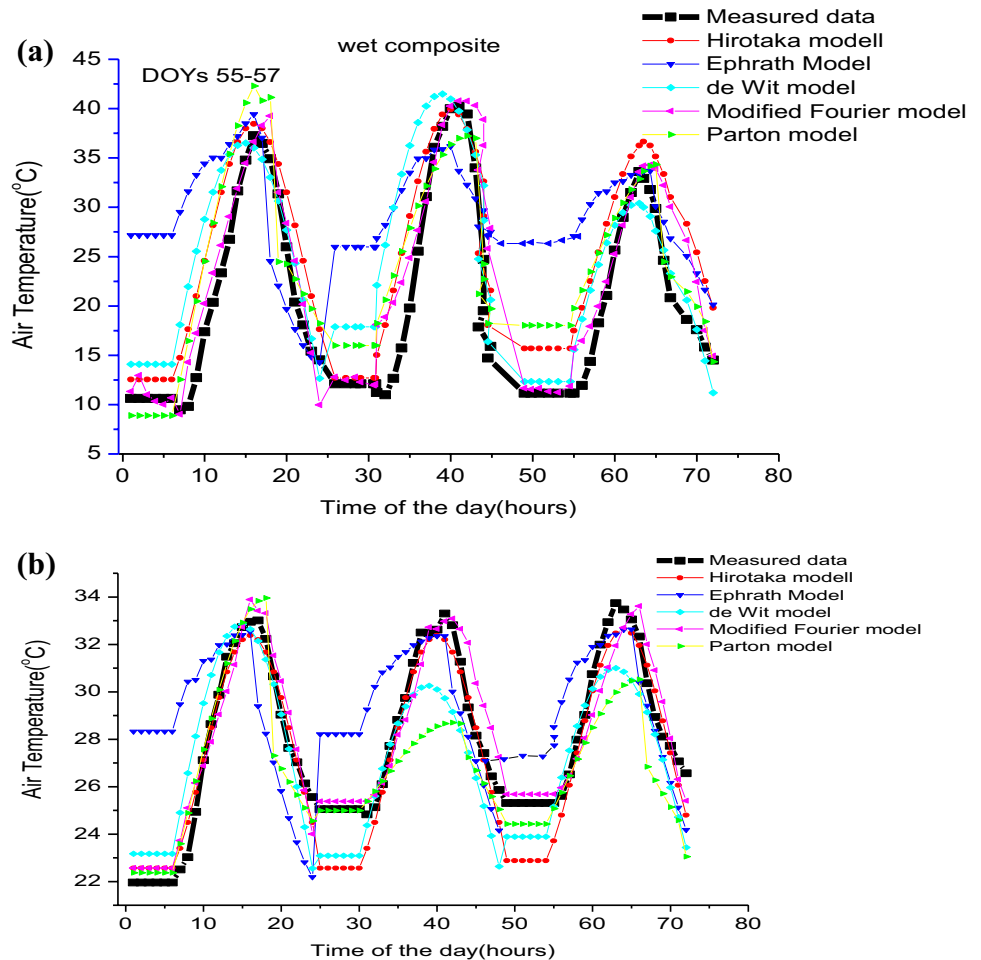 (a)
wet composite
DOYs 55-57
Measured data
Hirotaka modell
Ephrath Model
de Wit model
Modified Fourier model
Parton model
45
40
35
30
25
20
15
10
5
Air Temperature(⁰C)
0 10 20 30 40 50 60 70 80
Time of the day(hours)
(b)
Measured data
Hirotaka modell
Ephrath Model
de Wit model
Modified Fourier model
Parton model
34
32
30
28
26
24
22
Air Temperature(⁰C)
0 10 20 30 40 50 60 70 80
Time of the day(hours)